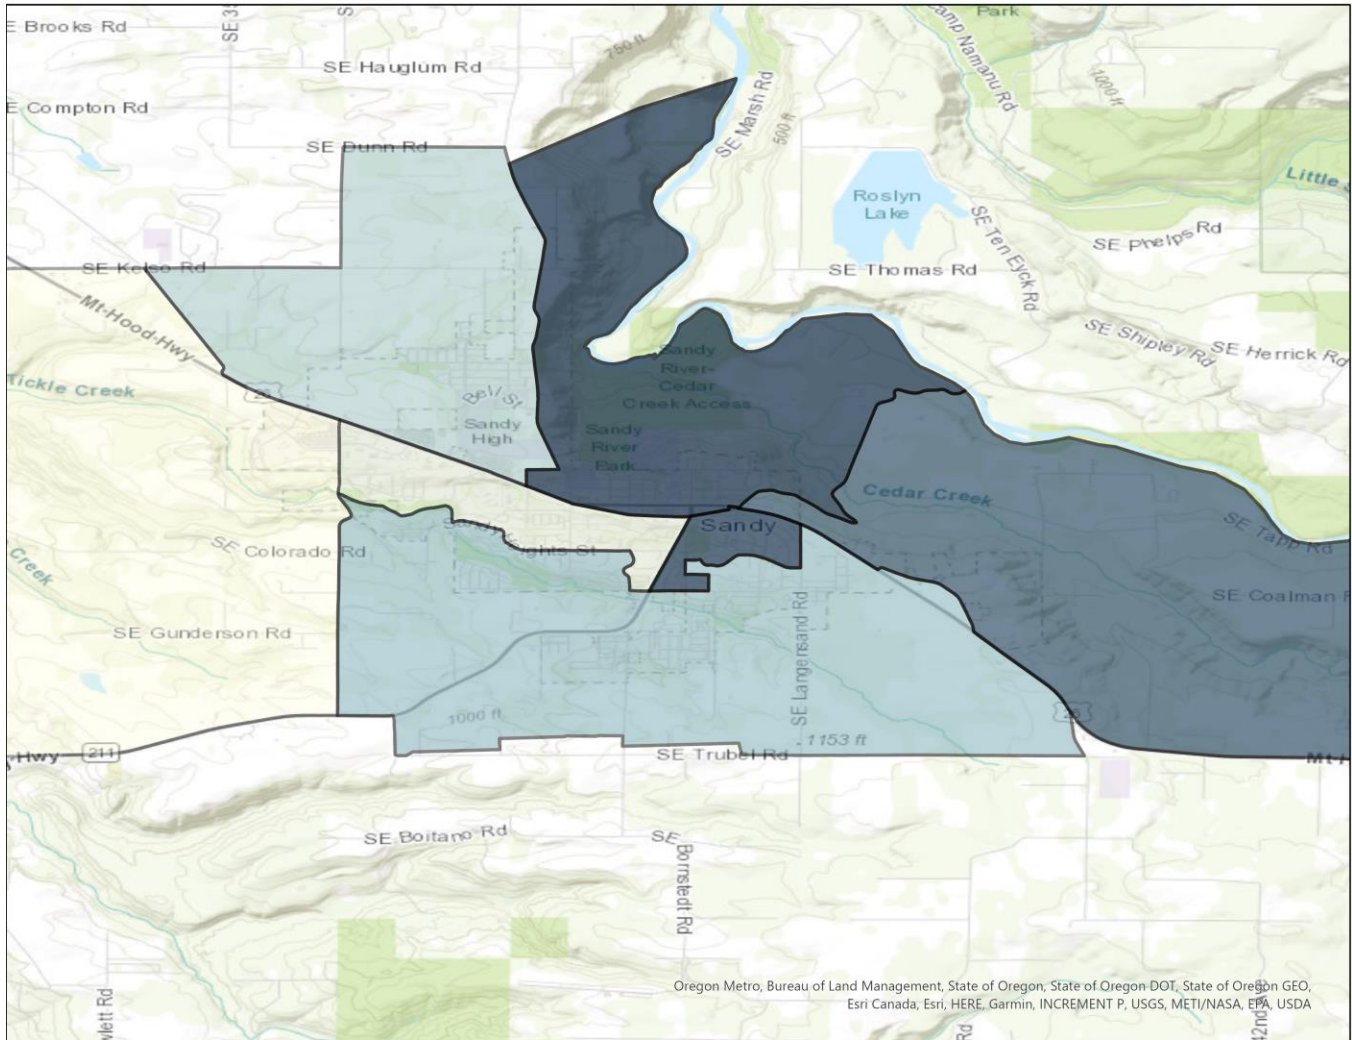 Park
E Brooks Rd
SE Hauglum Rd
750 ft
Camp Namanu Rd
1000 ft
E Compton Rd
SE Marsh Rd
500 ft
SE Dunn Rd
Little
Roslyn
Lake
SE Ten Eyck Rd
SE Phelps Rd
SE Kelso Rd
SE Thomas Rd
Mt-Hood-Hwy
SE Shipley Rd
SE Herrick Rd
Tickle Creek
26
Sandy
River-
Cedar
Creek Access
Bell St
Sandy
High
Sandy
River
Park
Cedar Creek
Sandy
SE Tapp Rd
SE Colorado Rd
Creek
SE Coalman
SE Gunderson Rd
SE Langensand Rd
26
1000 ft
1153 ft
Hwy
211
SE Trubel Rd
SE Boitano Rd
SE
Bornstedt Rd
Oregon Metro, Bureau of Land Management, State of Oregon, State of Oregon DOT, State of Oregon GEO,
Esri Canada, Esri, HERE, Garmin, INCREMENT P, USGS, METI/NASA, EPA, USDA
wlett Rd
Rd